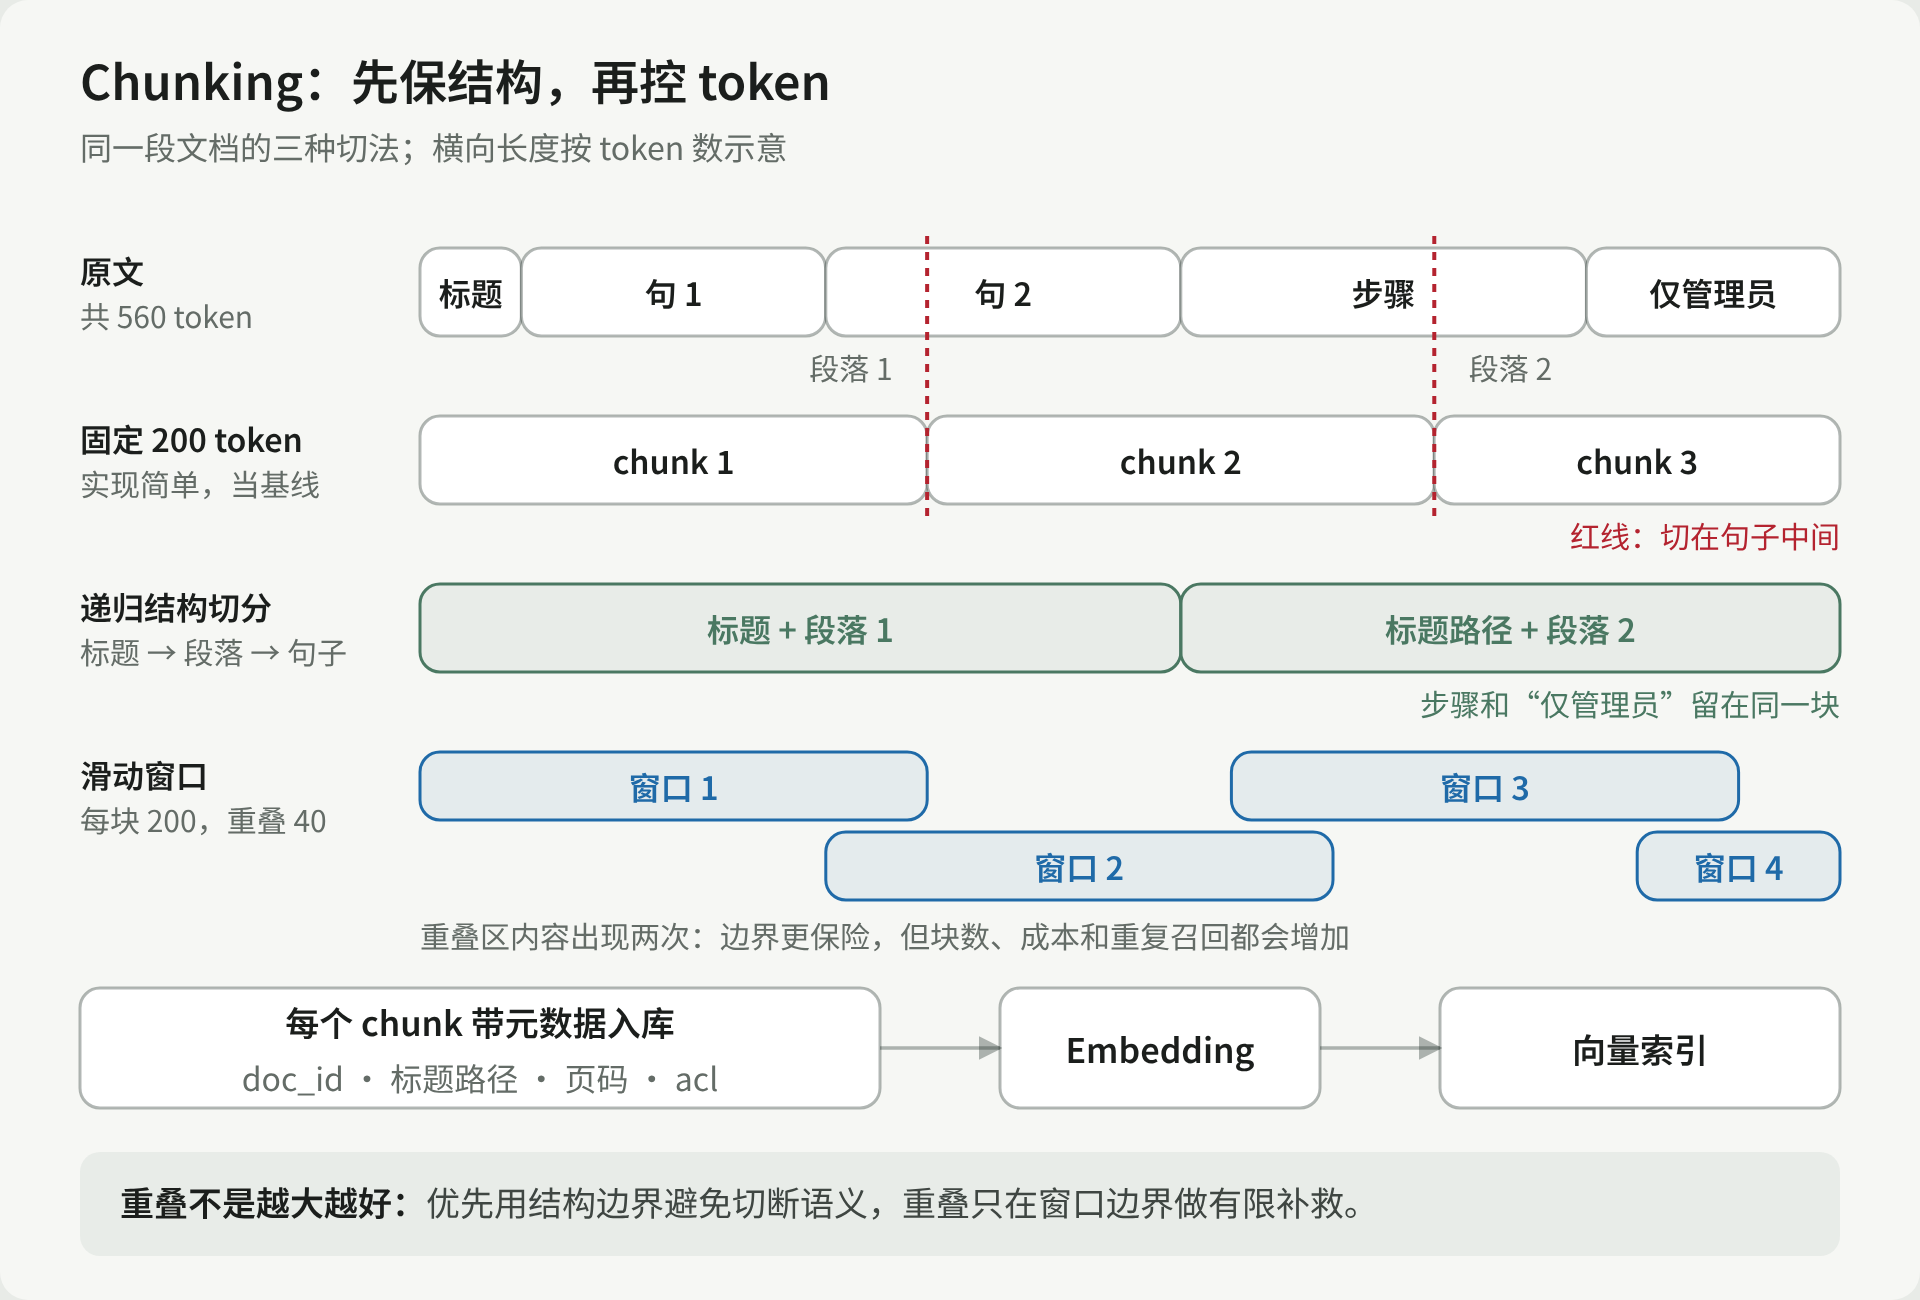 Chunking：先保结构，再控 token
同一段文档的三种切法；横向长度按 token 数示意
原文
共 560 token
标题
句 1
句 2
步骤
仅管理员
段落 1
段落 2
固定 200 token
实现简单，当基线
chunk 1
chunk 2
chunk 3
红线：切在句子中间
递归结构切分
标题 → 段落 → 句子
标题 + 段落 1
标题路径 + 段落 2
步骤和“仅管理员”留在同一块
滑动窗口
每块 200，重叠 40
窗口 1
窗口 3
窗口 2
窗口 4
重叠区内容出现两次：边界更保险，但块数、成本和重复召回都会增加
每个 chunk 带元数据入库
doc_id · 标题路径 · 页码 · acl
Embedding
向量索引
重叠不是越大越好：优先用结构边界避免切断语义，重叠只在窗口边界做有限补救。